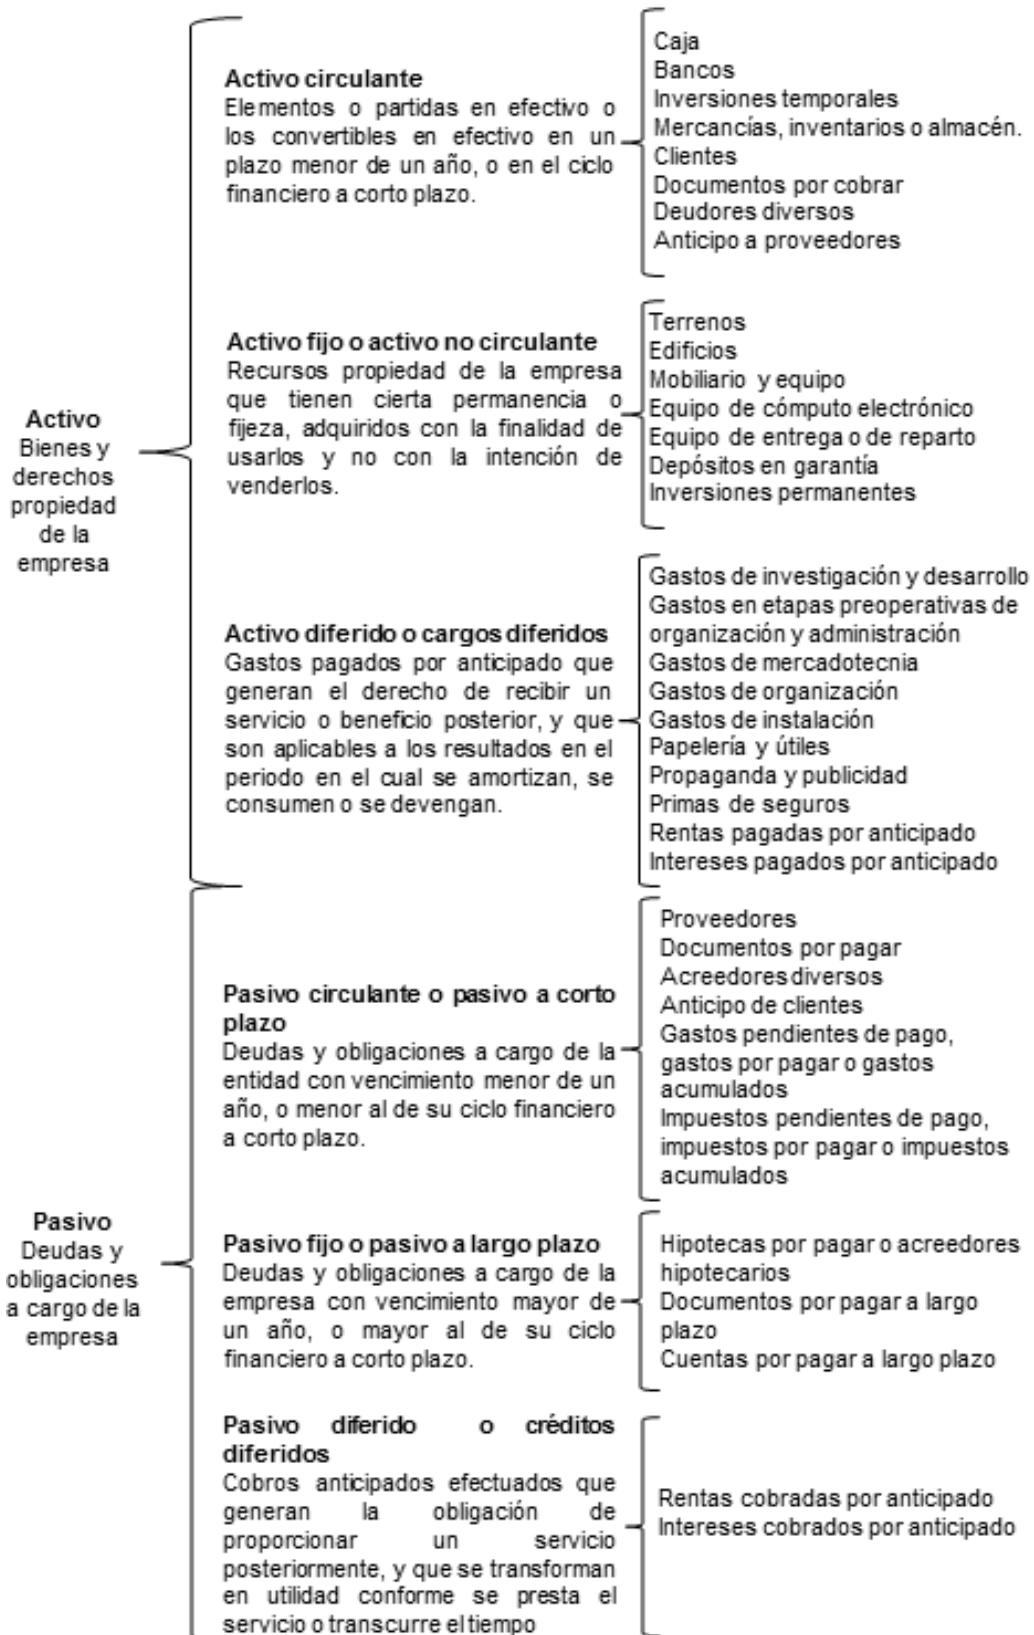 Activo
Bienes y
derechos
propiedad
de la
empresa
Activo circulante
Elementos o partidas en efectivo o
los convertibles en efectivo en un
plazo menor de un año, o en el ciclo
financiero a corto plazo.
Caja
Bancos
Inversiones temporales
Mercancías, inventarios o almacén.
Clientes
Documentos por cobrar
Deudores diversos
Anticipo a proveedores
Activo fijo o activo no circulante
Recursos propiedad de la empresa
que tienen cierta permanencia o
fijeza, adquiridos con la finalidad de
usarlos y no con la intención de
venderlos.
Terrenos
Edificios
Mobiliario y equipo
Equipo de cómputo electrónico
Equipo de entrega o de reparto
Depósitos en garantía
Inversiones permanentes
Activo diferido o cargos diferidos
Gastos pagados por anticipado que
generan el derecho de recibir un
servicio o beneficio posterior, y que
son aplicables a los resultados en el
periodo en el cual se amortizan, se
consumen o se devengan.
Gastos de investigación y desarrollo
Gastos en etapas preoperativas de
organización y administración
Gastos de mercadotecnia
Gastos de organización
Gastos de instalación
Papelería y útiles
Propaganda y publicidad
Primas de seguros
Rentas pagadas por anticipado
Intereses pagados por anticipado
Pasivo
Deudas y
obligaciones
a cargo de la
empresa
Pasivo circulante o pasivo a corto
plazo
Deudas y obligaciones a cargo de la
entidad con vencimiento menor de un
año, o menor al de su ciclo financiero
a corto plazo.
Proveedores
Documentos por pagar
Acreedores diversos
Anticipo de clientes
Gastos pendientes de pago,
gastos por pagar o gastos
acumulados
Impuestos pendientes de pago,
impuestos por pagar o impuestos
acumulados
Pasivo fijo o pasivo a largo plazo
Deudas y obligaciones a cargo de la
empresa con vencimiento mayor de
un año, o mayor al de su ciclo
financiero a corto plazo.
Hipotecas por pagar o acreedores
hipotecarios
Documentos por pagar a largo
plazo
Cuentas por pagar a largo plazo
Pasivo diferido o créditos
diferidos
Cobros anticipados efectuados que
generan la obligación de
proporcionar un servicio
posteriormente, y que se transforman
en utilidad conforme se presta el
servicio o transcurre el tiempo
Rentas cobradas por anticipado
Intereses cobrados por anticipado